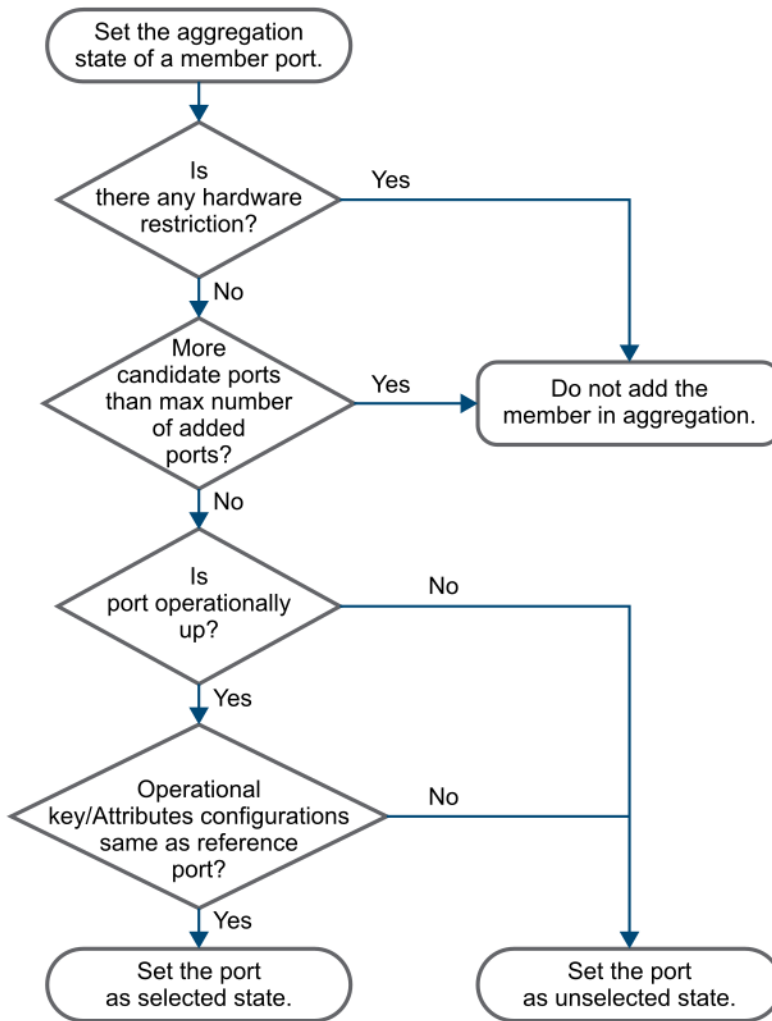 Set the aggregation
state of a member port.
Is
there any hardware
restriction?
Yes
No
More
candidate ports
than max number
of added
ports?
Yes
Do not add the
member in aggregation.
No
Is
port operationally
up?
No
Yes
Operational
key/Attributes configurations
same as reference
port?
No
Yes
Set the port
as selected state.
Set the port
as unselected state.